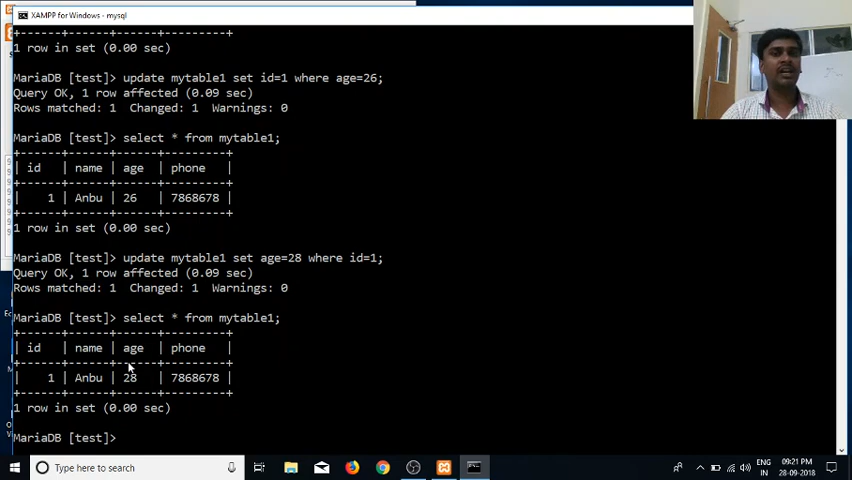 XAMPP for Windows - mysql
+------+------+------+---------+
1 row in set (0.00 sec)
MariaDB [test]> update mytable1 set id=1 where age=26;
Query OK, 1 row affected (0.09 sec)
Rows matched: 1  Changed: 1  Warnings: 0
MariaDB [test]> select * from mytable1;
+------+------+------+---------+
| id   | name | age  | phone   |
+------+------+------+---------+
|    1 | Anbu | 26   | 7868678 |
+------+------+------+---------+
1 row in set (0.00 sec)
MariaDB [test]> update mytable1 set age=28 where id=1;
Query OK, 1 row affected (0.09 sec)
Rows matched: 1  Changed: 1  Warnings: 0
MariaDB [test]> select * from mytable1;
+------+------+------+---------+
| id   | name | age  | phone   |
+------+------+------+---------+
|    1 | Anbu | 28   | 7868678 |
+------+------+------+---------+
1 row in set (0.00 sec)
MariaDB [test]>
Type here to search
ENG
IN
09:21 PM
28-09-2018